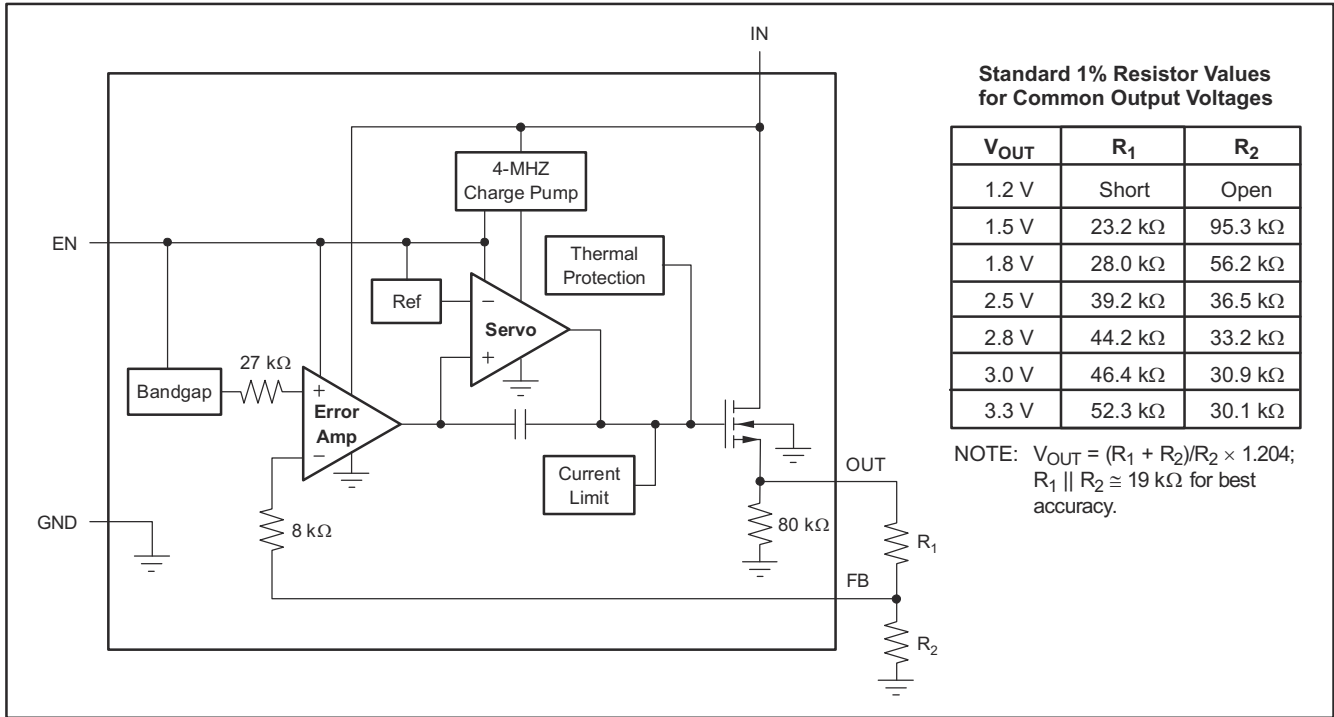 IN
4-MHZ
Charge Pump
EN
Thermal
Protection
Ref
−
Servo
+
27 kΩ
Bandgap
+
Error
Amp
−
Current
Limit
OUT
GND
8 kΩ
80 kΩ
R1
FB
R2
Standard 1% Resistor Values
for Common Output Voltages
VOUT R1 R2
1.2 V Short Open
1.5 V 23.2 kΩ 95.3 kΩ
1.8 V 28.0 kΩ 56.2 kΩ
2.5 V 39.2 kΩ 36.5 kΩ
2.8 V 44.2 kΩ 33.2 kΩ
3.0 V 46.4 kΩ 30.9 kΩ
3.3 V 52.3 kΩ 30.1 kΩ
NOTE: VOUT = (R1 + R2)/R2 × 1.204;
R1 || R2 ≅ 19 kΩ for best
accuracy.